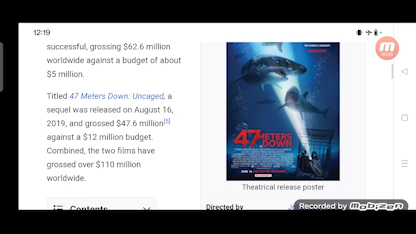 12:19
successful, grossing $62.6 million
worldwide against a budget of about
$5 million.
Titled 47 Meters Down: Uncaged, a
sequel was released on August 16,
2019, and grossed $47.6 million[5]
against a $12 million budget.
Combined, the two films have
grossed over $110 million
worldwide.
Contents
47 METERS
DOWN
Theatrical release poster
Directed by
Recorded by mobizen